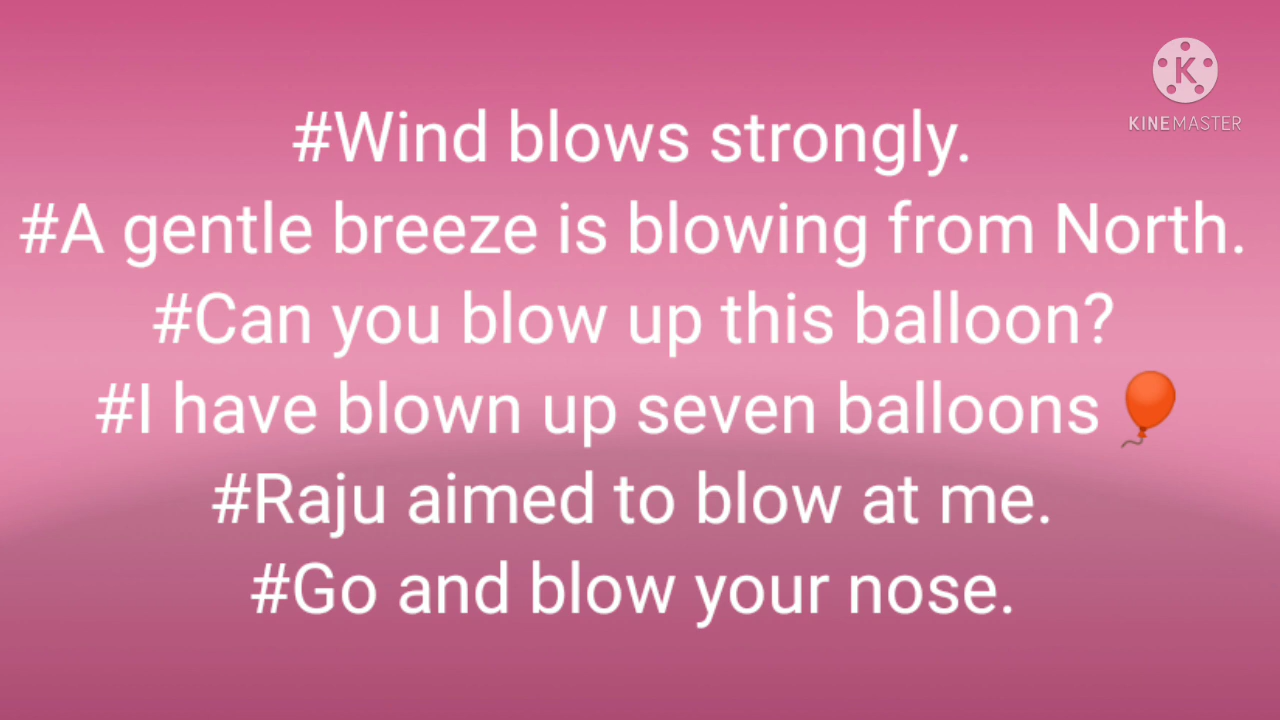 KINEMASTER
#Wind blows strongly.
#A gentle breeze is blowing from North.
#Can you blow up this balloon?
#I have blown up seven balloons 🎈
#Raju aimed to blow at me.
#Go and blow your nose.